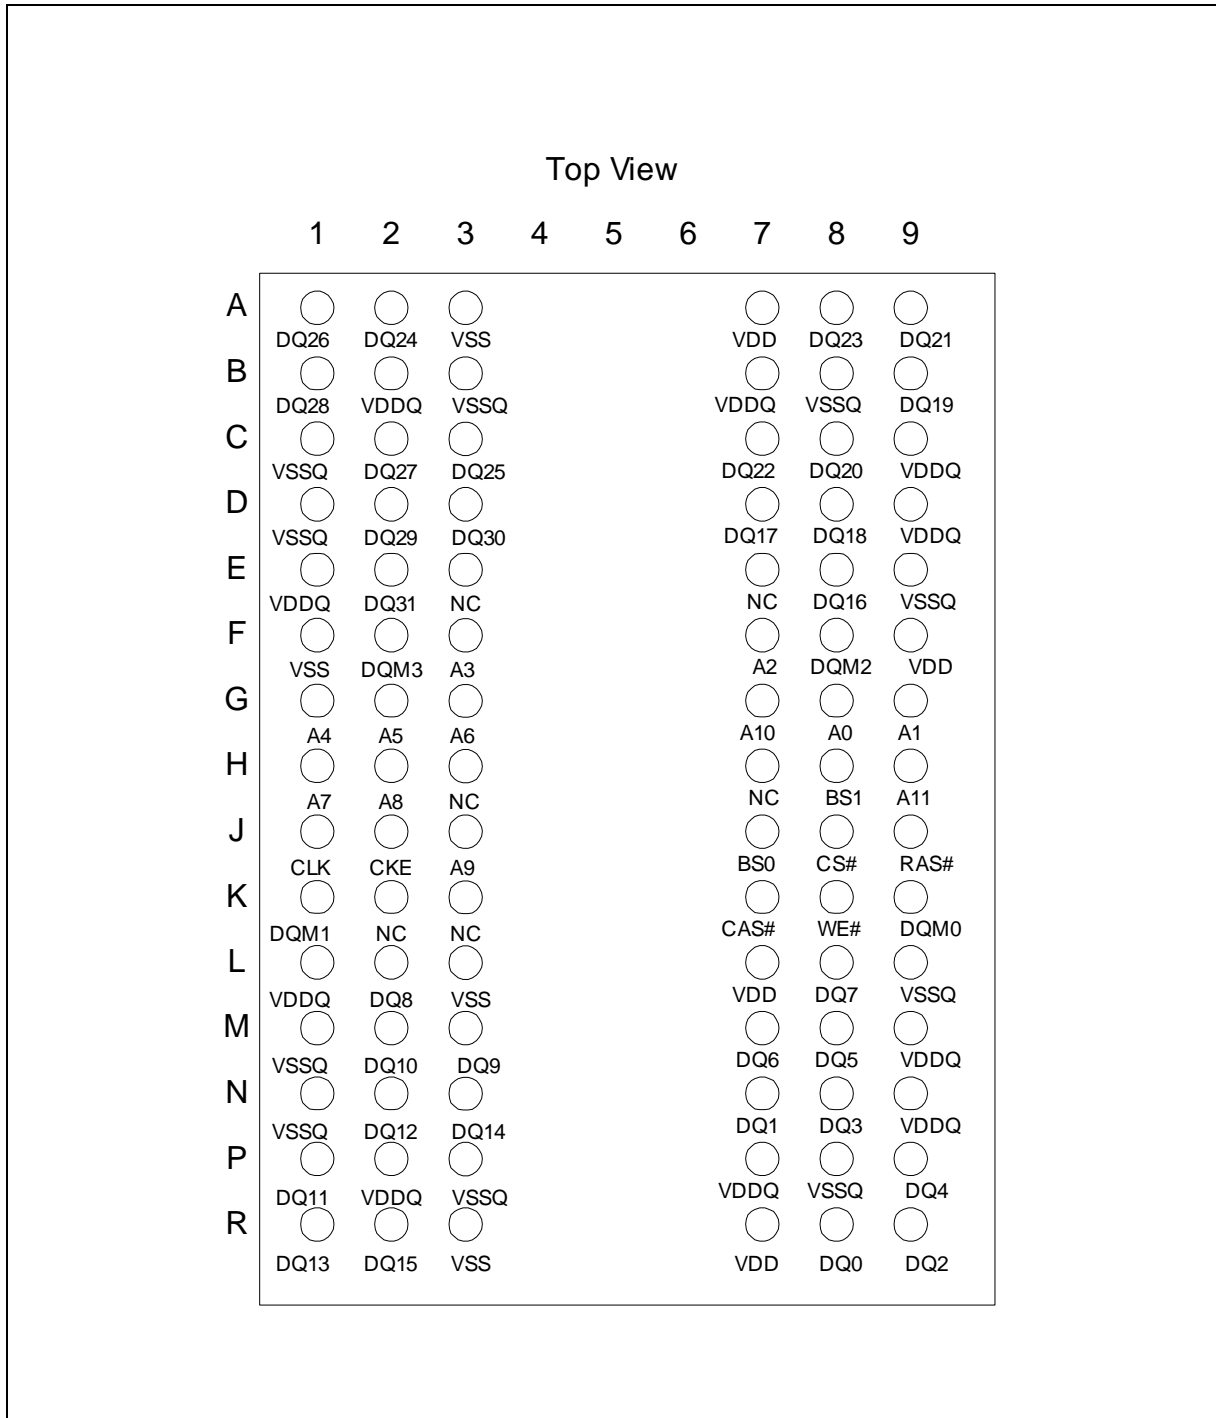 Top View
1 2 3 4 5 6 7 8 9
A
DQ26 DQ24 VSS VDD DQ23 DQ21
B
DQ28 VDDQ VSSQ VDDQ VSSQ DQ19
C
VSSQ DQ27 DQ25 DQ22 DQ20 VDDQ
D
VSSQ DQ29 DQ30 DQ17 DQ18 VDDQ
E
VDDQ DQ31 NC NC DQ16 VSSQ
F
VSS DQM3 A3 A2 DQM2 VDD
G
A4 A5 A6 A10 A0 A1
H
A7 A8 NC NC BS1 A11
J
CLK CKE A9 BS0 CS# RAS#
K
DQM1 NC NC CAS# WE# DQM0
L
VDDQ DQ8 VSS VDD DQ7 VSSQ
M
VSSQ DQ10 DQ9 DQ6 DQ5 VDDQ
N
VSSQ DQ12 DQ14 DQ1 DQ3 VDDQ
P
DQ11 VDDQ VSSQ VDDQ VSSQ DQ4
R
DQ13 DQ15 VSS VDD DQ0 DQ2